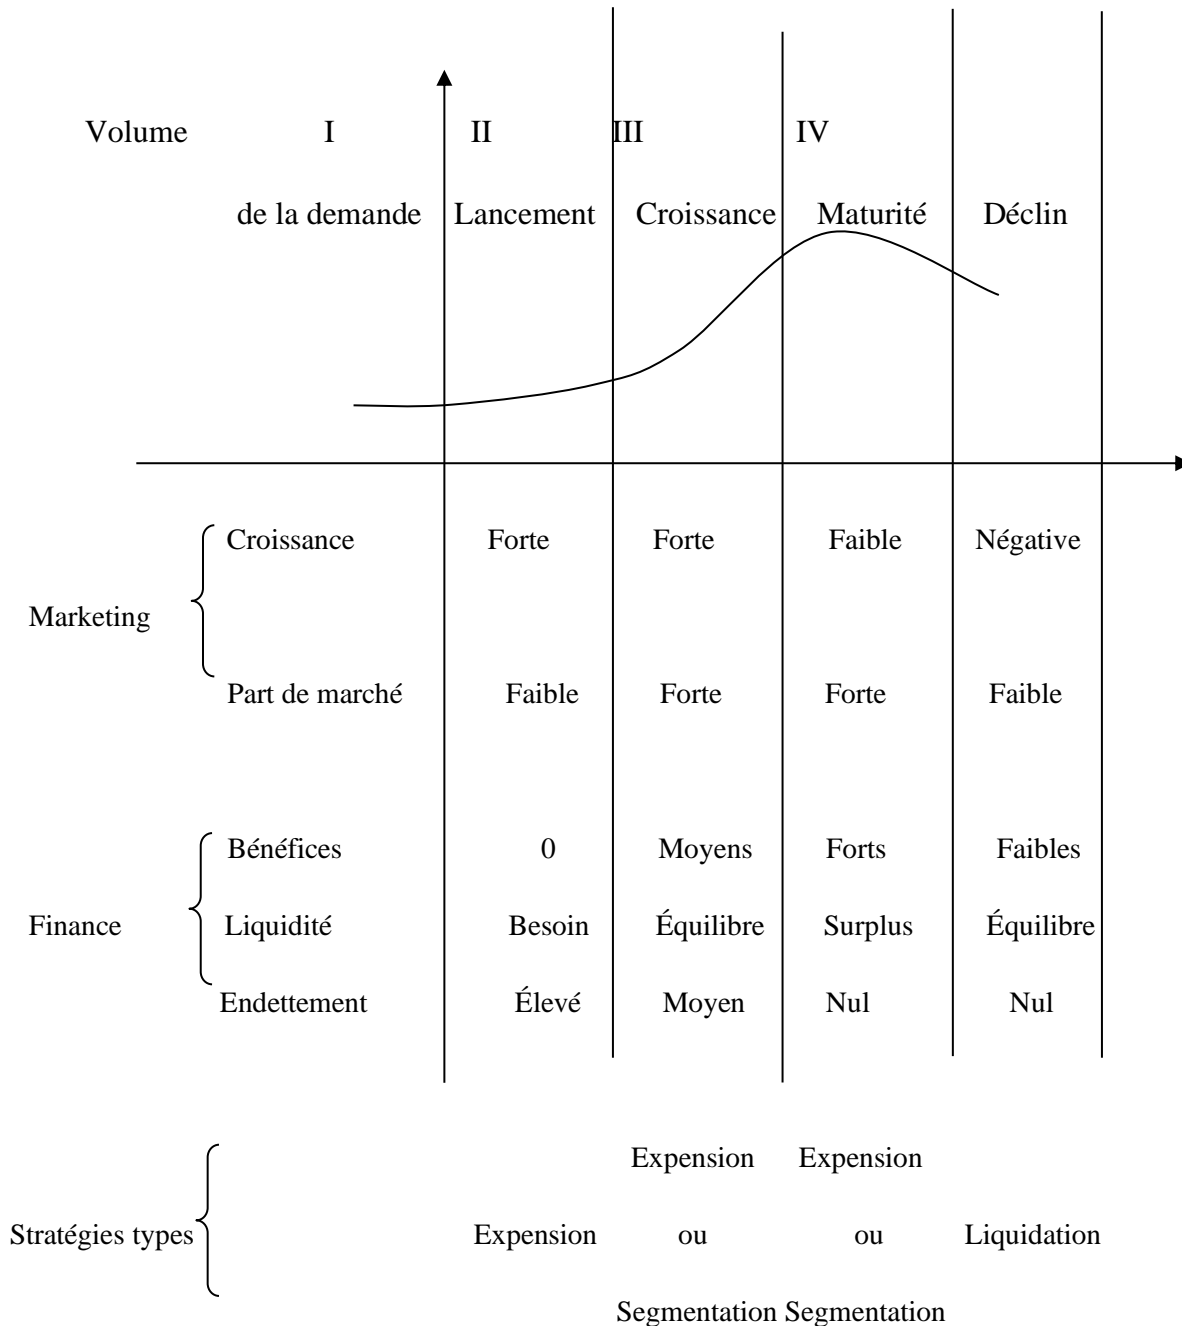 Volume I II III IV
de la demande Lancement Croissance Maturité Déclin
Croissance Forte Forte Faible Négative
Marketing
Part de marché Faible Forte Forte Faible
Bénéfices 0 Moyens Forts Faibles
Finance Liquidité Besoin Équilibre Surplus Équilibre
Endettement Élevé Moyen Nul Nul
Expension Expension
Stratégies types Expension ou ou Liquidation
Segmentation Segmentation